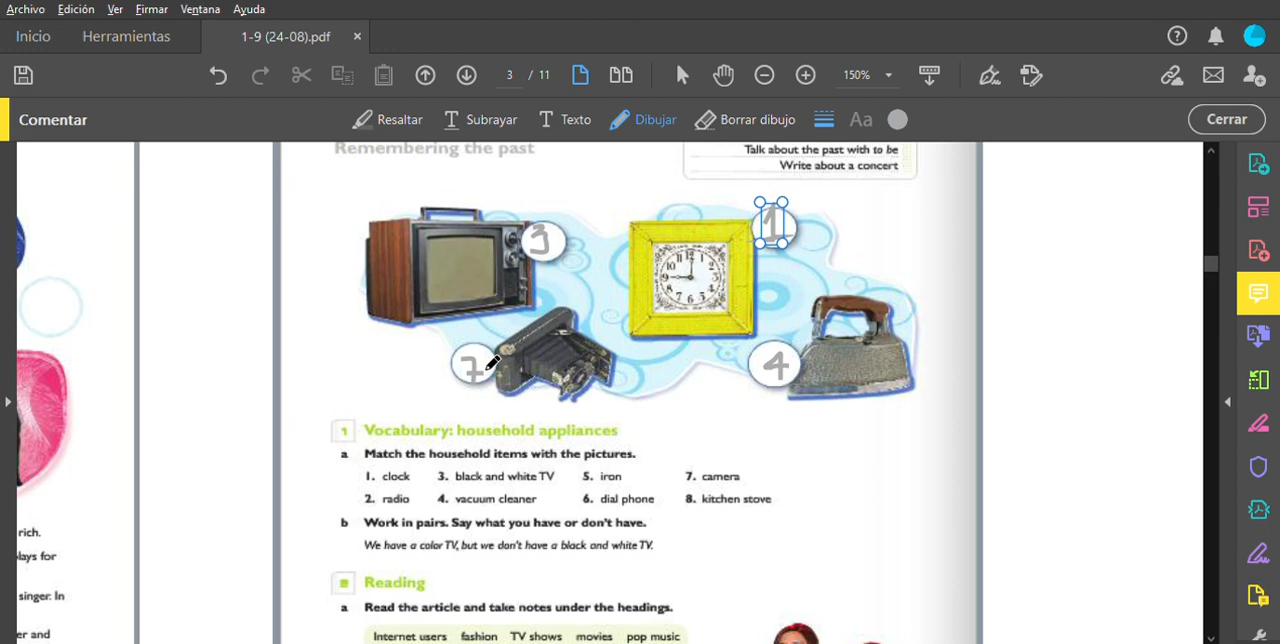 Archivo Edición Ver Firmar Ventana Ayuda
Inicio Herramientas 1-9 (24-08).pdf ×
3 / 11 150%
Comentar Resaltar Subrayar Texto Dibujar Borrar dibujo Aa Cerrar
Remembering the past
Talk about the past with to be
Write about a concert
3
1
7
4
1 Vocabulary: household appliances
a Match the household items with the pictures.
1. clock 3. black and white TV 5. iron 7. camera
2. radio 4. vacuum cleaner 6. dial phone 8. kitchen stove
b Work in pairs. Say what you have or don't have.
We have a color TV, but we don't have a black and white TV.
Reading
a Read the article and take notes under the headings.
Internet users fashion TV shows movies pop music
rich.
plays for
singer. In
er and